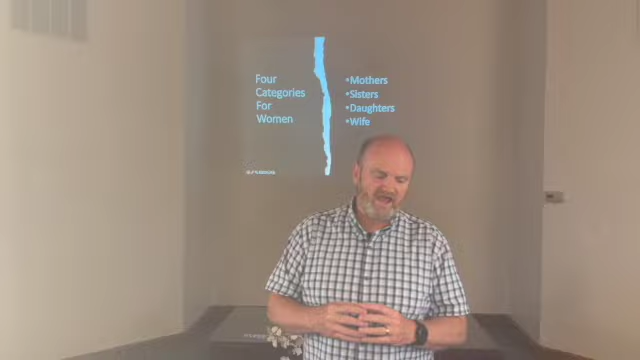 Four
Categories
For
Women
•Mothers
•Sisters
•Daughters
•Wife